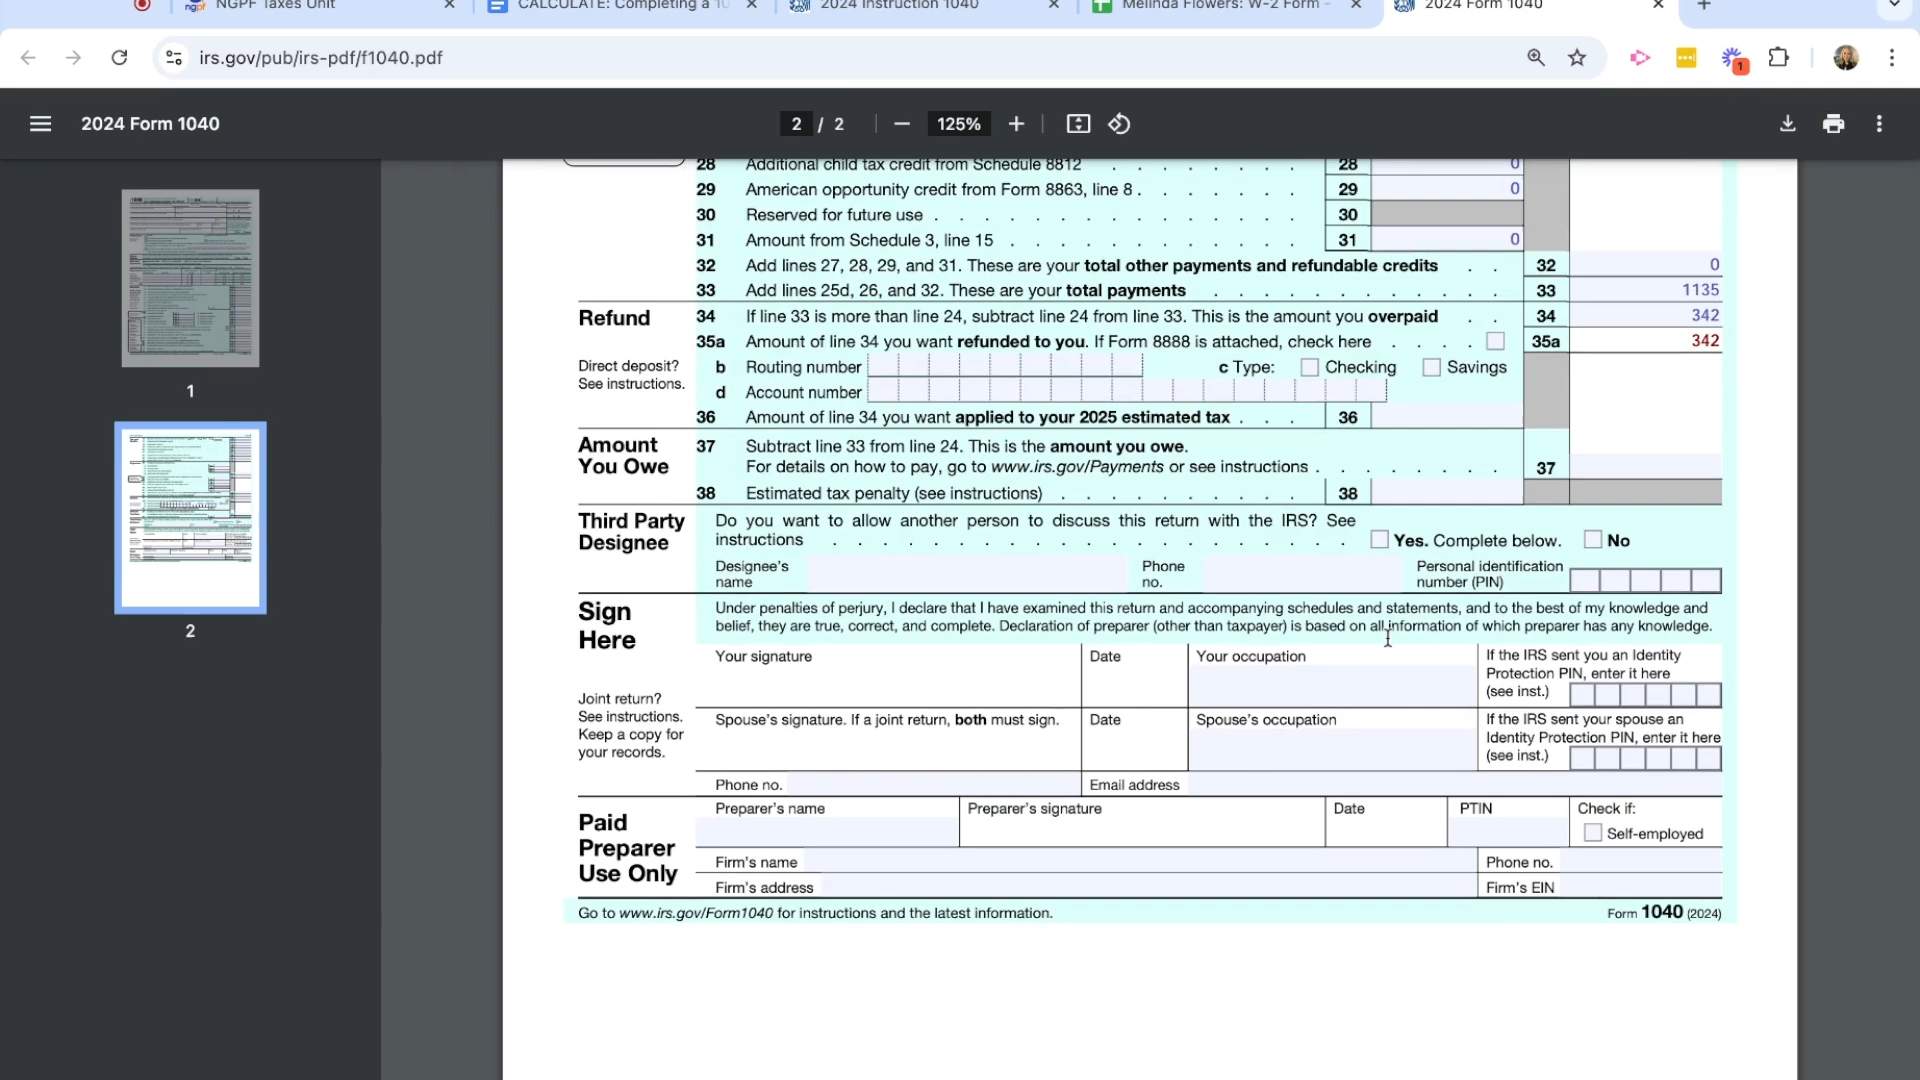 NGPF Taxes Unit
CALCULATE: Completing a 10
2024 Instruction 1040
Melinda Flowers: W-2 Form -
2024 Form 1040
irs.gov/pub/irs-pdf/f1040.pdf
1
2024 Form 1040
2 / 2
125%
1
2
28 Additional child tax credit from Schedule 8812 . . . . . . . . 28 0
29 American opportunity credit from Form 8863, line 8 . . . . . . . 29 0
30 Reserved for future use . . . . . . . . . . . . . 30
31 Amount from Schedule 3, line 15 . . . . . . . . . . . 31 0
32 Add lines 27, 28, 29, and 31. These are your total other payments and refundable credits . . 32 0
33 Add lines 25d, 26, and 32. These are your total payments . . . . . . . . . . . 33 1135
Refund
34 If line 33 is more than line 24, subtract line 24 from line 33. This is the amount you overpaid . . 34 342
35a Amount of line 34 you want refunded to you. If Form 8888 is attached, check here . . . . 35a 342
Direct deposit?
See instructions.
b Routing number c Type: Checking Savings
d Account number
36 Amount of line 34 you want applied to your 2025 estimated tax . . . 36
Amount
You Owe
37 Subtract line 33 from line 24. This is the amount you owe.
For details on how to pay, go to www.irs.gov/Payments or see instructions . . . . . . . 37
38 Estimated tax penalty (see instructions) . . . . . . . . . . 38
Third Party
Designee
Do you want to allow another person to discuss this return with the IRS? See
instructions . . . . . . . . . . . . . . . . . Yes. Complete below. No
Designee's
name
Phone
no.
Personal identification
number (PIN)
Sign
Here
Under penalties of perjury, I declare that I have examined this return and accompanying schedules and statements, and to the best of my knowledge and
belief, they are true, correct, and complete. Declaration of preparer (other than taxpayer) is based on all information of which preparer has any knowledge.
Your signature
Date
Your occupation
If the IRS sent you an Identity
Protection PIN, enter it here
(see inst.)
Joint return?
See instructions.
Keep a copy for
your records.
Spouse's signature. If a joint return, both must sign.
Date
Spouse's occupation
If the IRS sent your spouse an
Identity Protection PIN, enter it here
(see inst.)
Phone no.
Email address
Paid
Preparer
Use Only
Preparer's name
Preparer's signature
Date
PTIN
Check if:
Self-employed
Firm's name
Phone no.
Firm's address
Firm's EIN
Go to www.irs.gov/Form1040 for instructions and the latest information.
Form 1040 (2024)